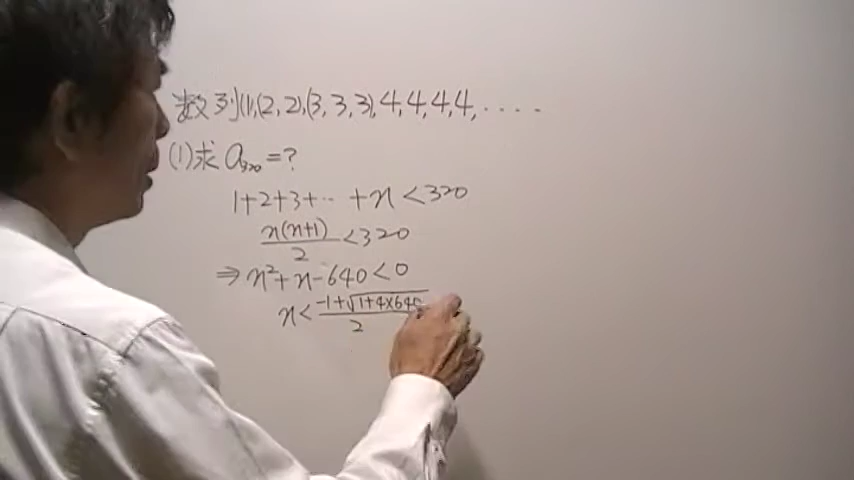 数列(1),(2,2),(3,3,3),4,4,4,4,.....
(1)求 a₃₂₀=?
1+2+3+… +n<320
n(n+1)/2<320
⇒ n²+n-640<0
n<(-1+√(1+4×640))/2